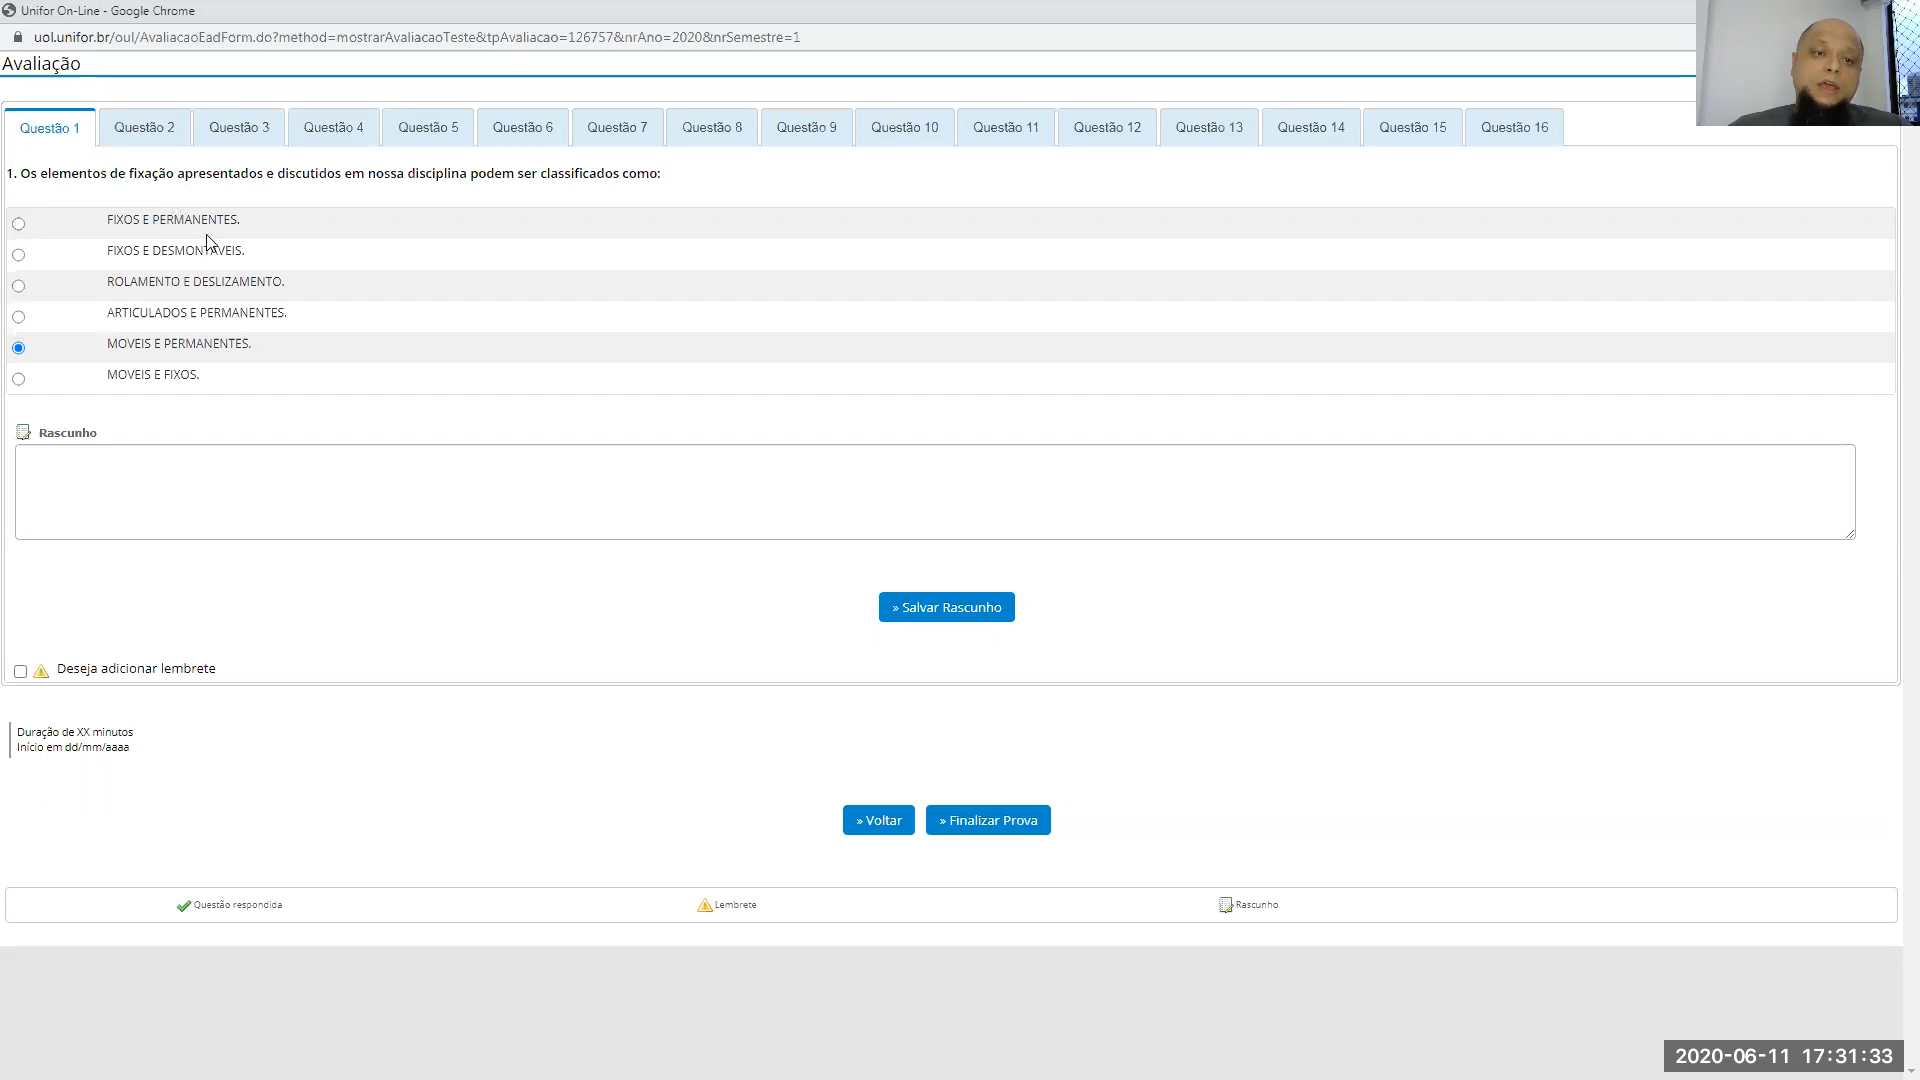 Unifor On-Line - Google Chrome
uol.unifor.br/oul/AvaliacaoEadForm.do?method=mostrarAvaliacaoTeste&tpAvaliacao=126757&nrAno=2020&nrSemestre=1
Avaliação
Questão 1 Questão 2 Questão 3 Questão 4 Questão 5 Questão 6 Questão 7 Questão 8 Questão 9 Questão 10 Questão 11 Questão 12 Questão 13 Questão 14 Questão 15 Questão 16
1. Os elementos de fixação apresentados e discutidos em nossa disciplina podem ser classificados como:
FIXOS E PERMANENTES.
FIXOS E DESMONTAVEIS.
ROLAMENTO E DESLIZAMENTO.
ARTICULADOS E PERMANENTES.
MOVEIS E PERMANENTES.
MOVEIS E FIXOS.
Rascunho
» Salvar Rascunho
Deseja adicionar lembrete
Duração de XX minutos
Início em dd/mm/aaaa
» Voltar » Finalizar Prova
Questão respondida Lembrete Rascunho
2020-06-11 17:31:33